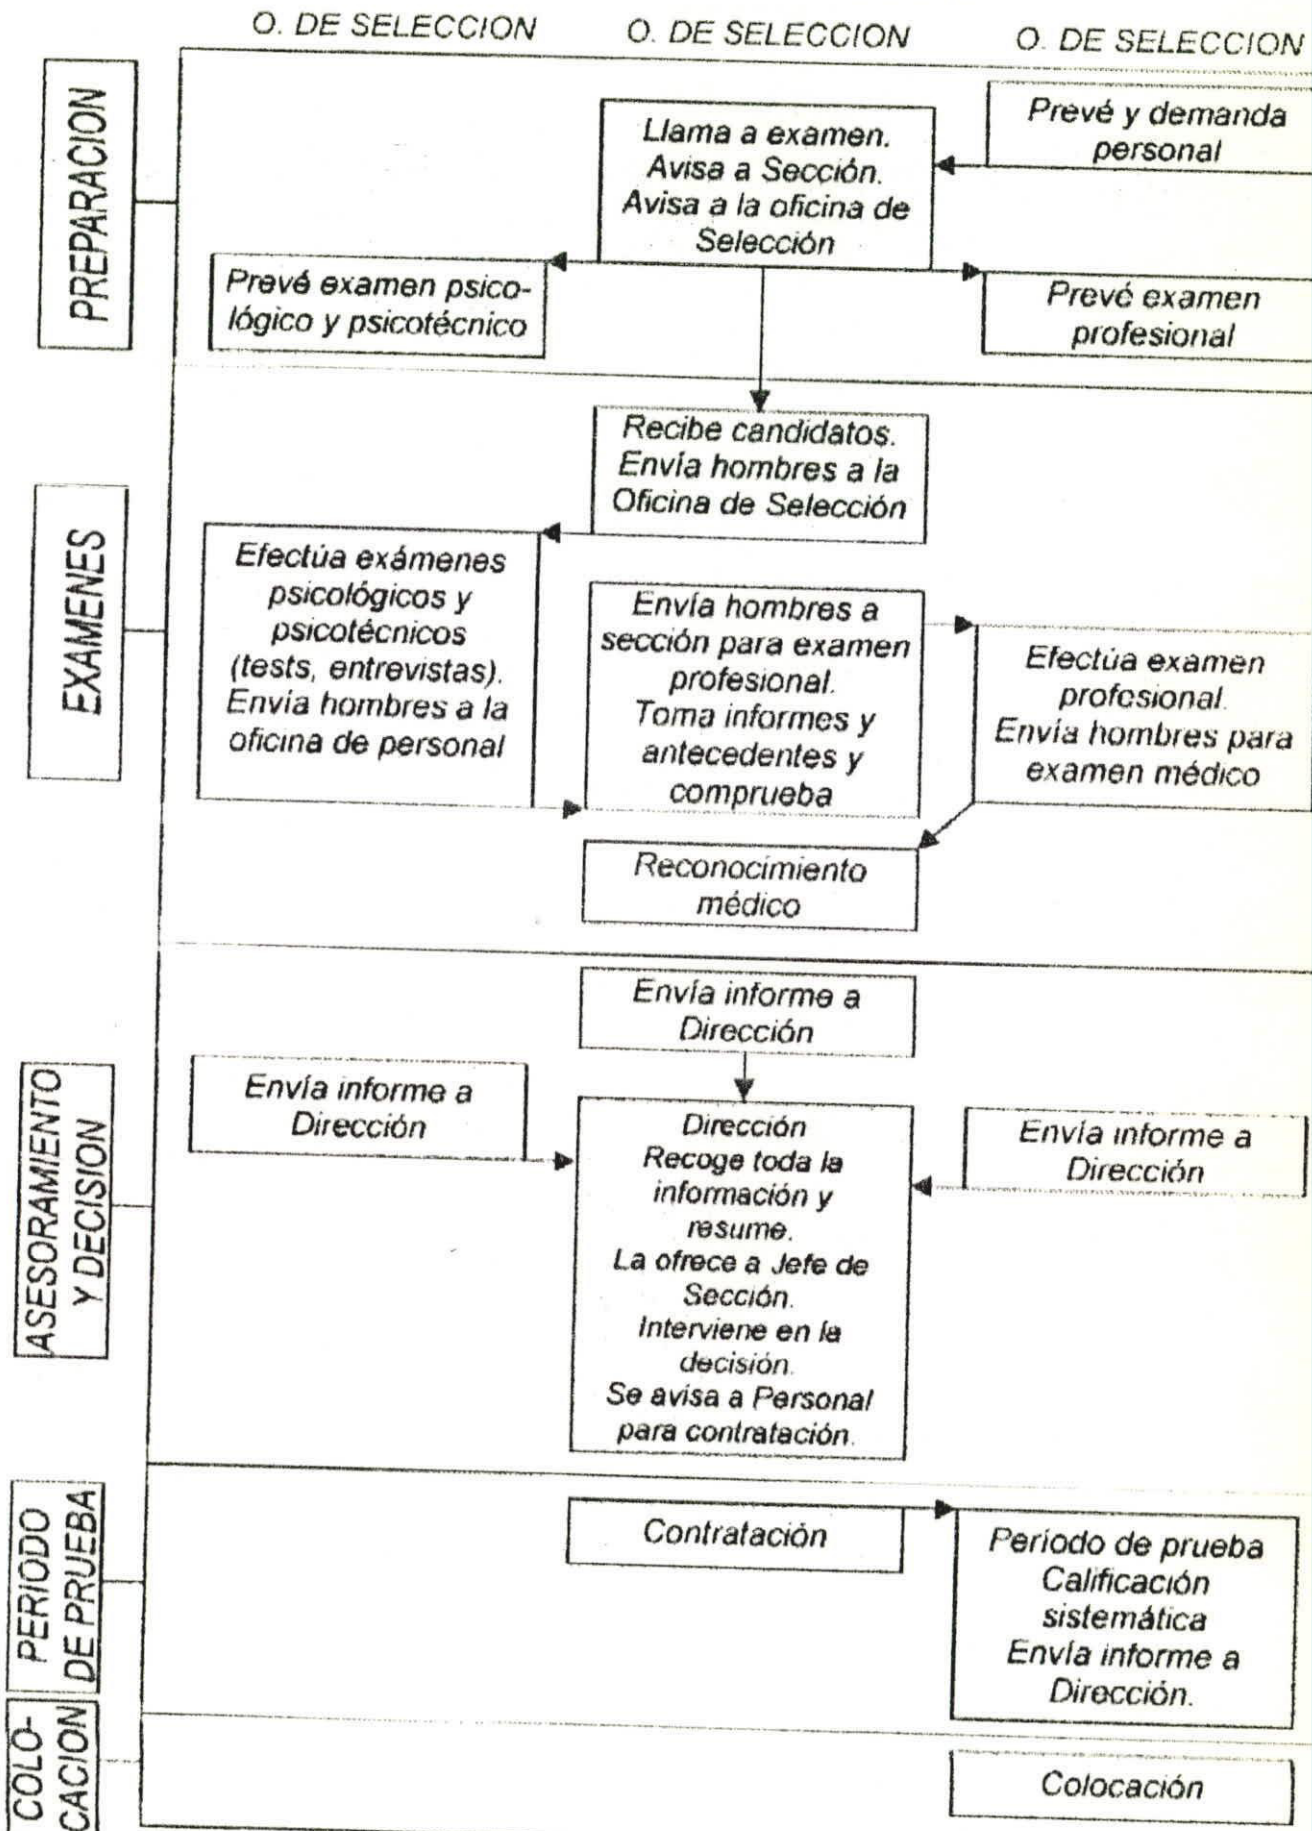 O. DE SELECCION
O. DE SELECCION
O. DE SELECCION
PREPARACION
Prevé y demanda
personal
Llama a examen.
Avisa a Sección.
Avisa a la oficina de
Selección
Prevé examen psico-
lógico y psicotécnico
Prevé examen
profesional
EXAMENES
Recibe candidatos.
Envía hombres a la
Oficina de Selección
Efectúa exámenes
psicológicos y
psicotécnicos
(tests, entrevistas).
Envía hombres a la
oficina de personal
Envía hombres a
sección para examen
profesional.
Toma informes y
antecedentes y
comprueba
Efectúa examen
profesional.
Envía hombres para
examen médico
Reconocimiento
médico
ASESORAMIENTO
Y DECISION
Envía informe a
Dirección
Envía informe a
Dirección
Dirección
Recoge toda la
información y
resume.
La ofrece a Jefe de
Sección.
Interviene en la
decisión.
Se avisa a Personal
para contratación.
Envía informe a
Dirección
PERIODO
DE PRUEBA
Contratación
Período de prueba
Calificación
sistemática
Envía informe a
Dirección.
COLO-
CACION
Colocación